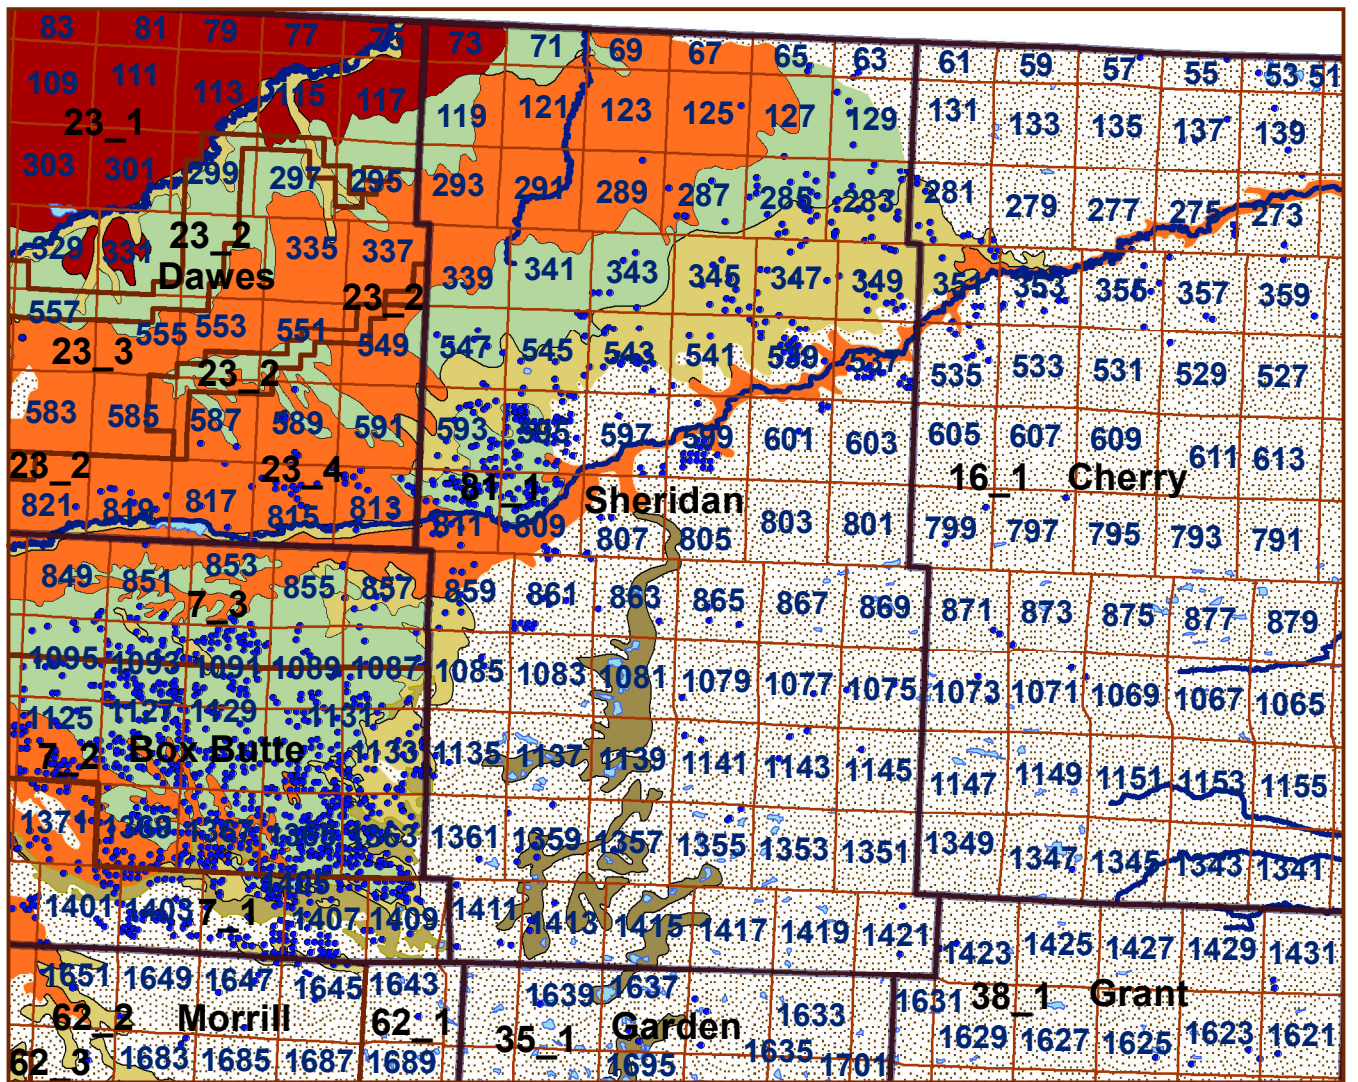 83 81 79 77 75 73 71 69 67 65 63 61 59 57 55 53 51
109 111 113 115 117 119 121 123 125 127 129 131 133 135 137 139
23_1
303 301 299 297 295 293 291 289 287 285 283 281 279 277 275 273
23_2
Dawes
329 331 335 337 339 341 343 345 347 349 351 353 355 357 359
23_2
557 555 553 551 549 547 545 543 541 539 537 535 533 531 529 527
23_3
23_2
583 585 587 589 591 593 595 597 599 601 603 605 607 609 611 613
23_2 23_4 81_1 Sheridan 16_1 Cherry
821 819 817 815 813 811 809 807 805 803 801 799 797 795 793 791
849 851 853 855 857 859 861 863 865 867 869 871 873 875 877 879
7_3
1095 1093 1091 1089 1087 1085 1083 1081 1079 1077 1075 1073 1071 1069 1067 1065
1125 1127 1129 1131 1133 1135 1137 1139 1141 1143 1145 1147 1149 1151 1153 1155
7_2 Box Butte
1371 1369 1367 1365 1363 1361 1359 1357 1355 1353 1351 1349 1347 1345 1343 1341
1405
1401 1403 7_1 1407 1409 1411 1413 1415 1417 1419 1421 1423 1425 1427 1429 1431
1651 1649 1647 1645 1643 1639 1637 1633 1631 38_1 Grant
62_2 Morrill 62_1 35_1 Garden
1629 1627 1625 1623 1621
62_3 1683 1685 1687 1689 1695 1635 1701